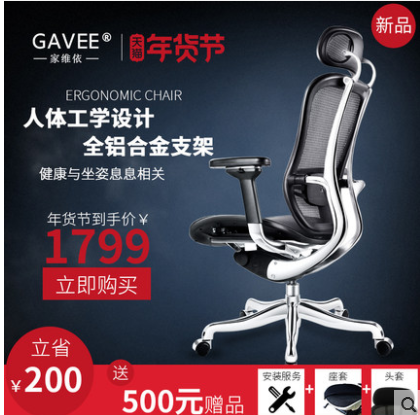 GAVEE®
家维依
天猫
年货节
新品
ERGONOMIC CHAIR
人体工学设计
全铝合金支架
健康与坐姿息息相关
年货节到手价¥
1799
立即购买
立省
¥200
送
500元赠品
安装服务
+
座套
+
头套